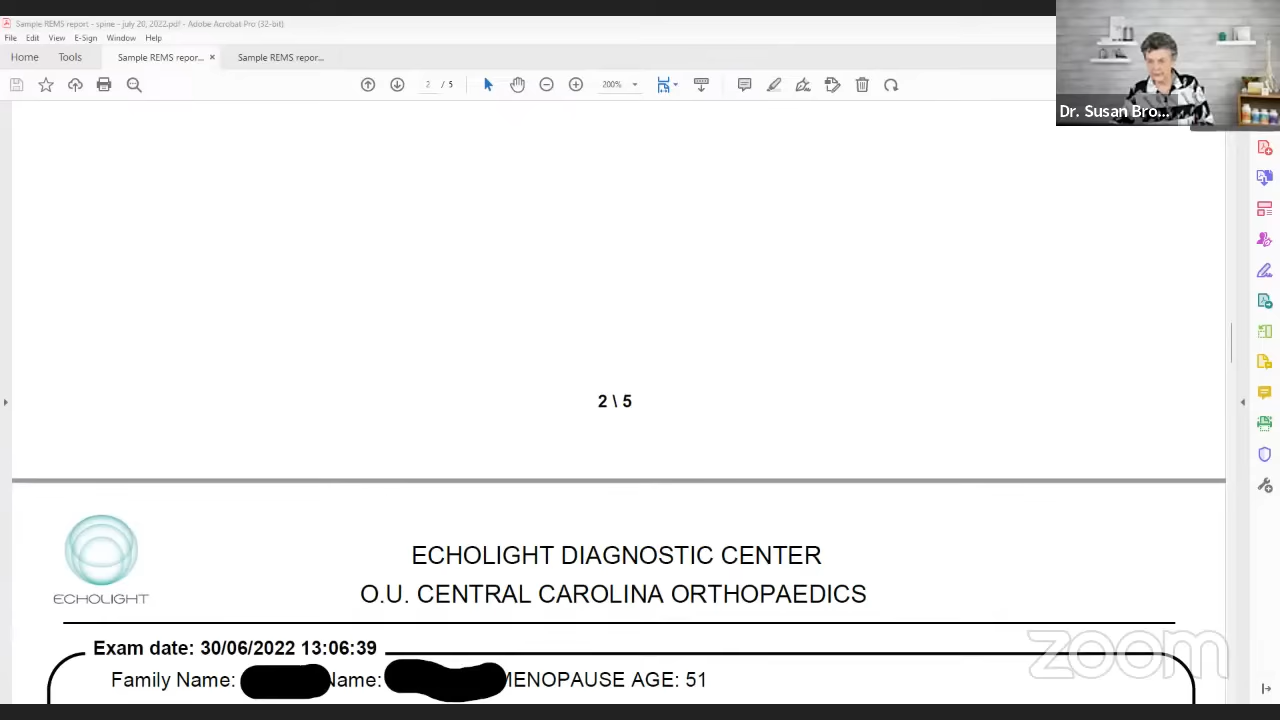 Sample REMS report - spine - july 20, 2022.pdf - Adobe Acrobat Pro (32-bit)
File Edit View E-Sign Window Help
Home Tools Sample REMS repor... × Sample REMS repor...
2 / 5 200%
Dr. Susan Bro...
2 \ 5
ECHOLIGHT
ECHOLIGHT DIAGNOSTIC CENTER
O.U. CENTRAL CAROLINA ORTHOPAEDICS
Exam date: 30/06/2022 13:06:39
Family Name: Name: MENOPAUSE AGE: 51
zoom